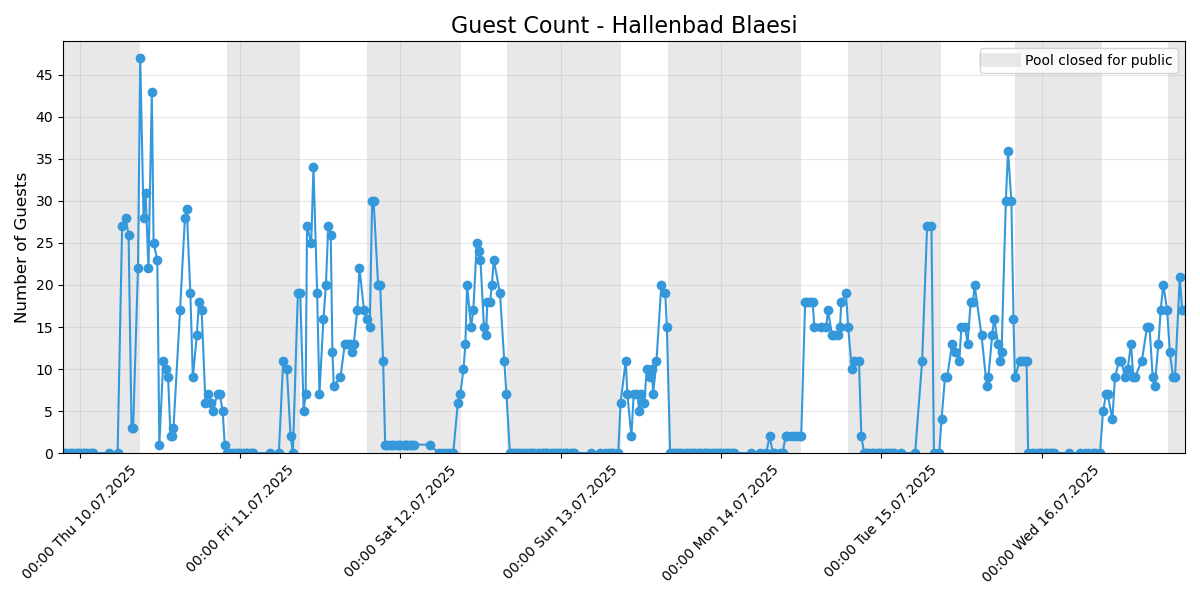 Guest Count - Hallenbad Blaesi
Pool closed for public
Number of Guests
45
40
35
30
25
20
15
10
5
0
00:00 Thu 10.07.2025
00:00 Fri 11.07.2025
00:00 Sat 12.07.2025
00:00 Sun 13.07.2025
00:00 Mon 14.07.2025
00:00 Tue 15.07.2025
00:00 Wed 16.07.2025